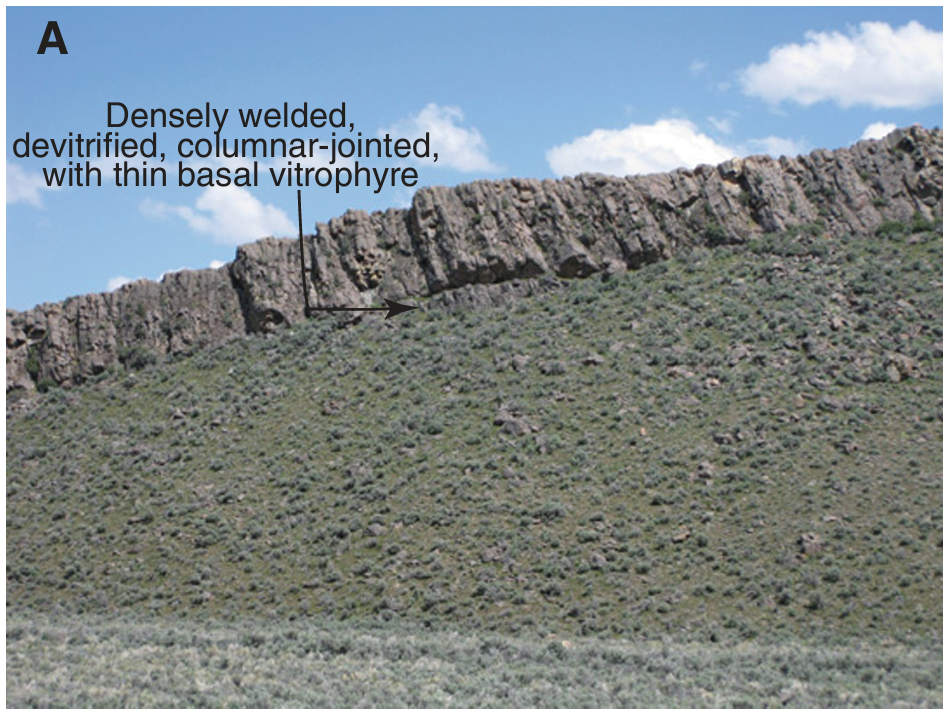 A
Densely welded,
devitrified, columnar-jointed,
with thin basal vitrophyre